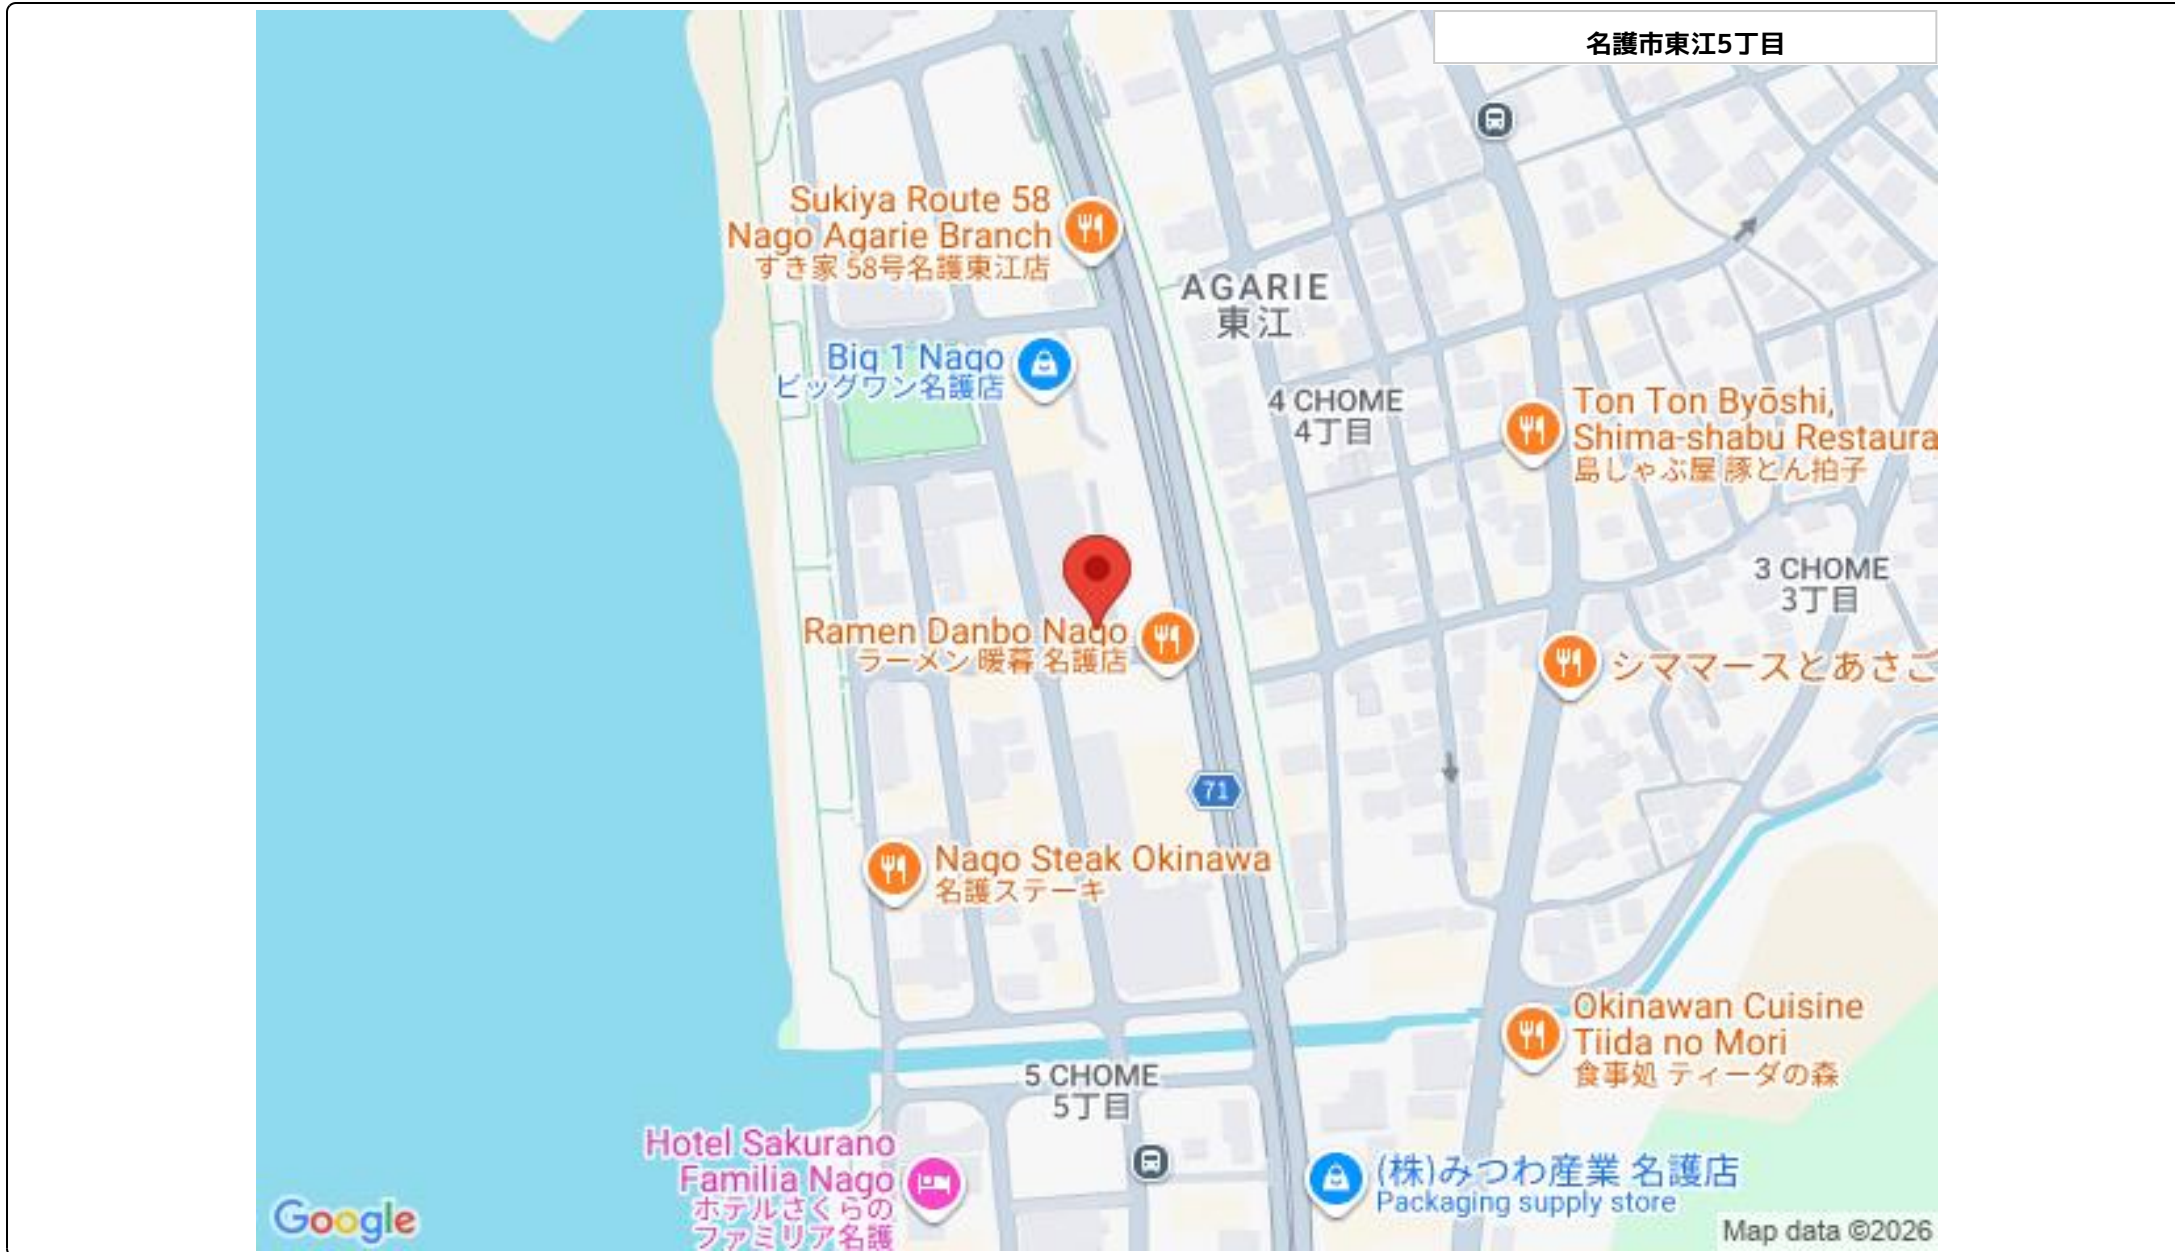 名護市東江5丁目
Sukiya Route 58
Nago Agarie Branch
すき家 58号名護東江店
AGARIE
東江
Big 1 Nago
ビッグワン名護店
4 CHOME
4丁目
Ton Ton Byōshi,
Shima-shabu Restaura
島しゃぶ屋 豚とん拍子
3 CHOME
3丁目
Ramen Danbo Nago
ラーメン 暖暮 名護店
シママースとあさご
71
Nago Steak Okinawa
名護ステーキ
Okinawan Cuisine
Tiida no Mori
食事処 ティーダの森
5 CHOME
5丁目
Hotel Sakurano
Familia Nago
ホテルさくらの
ファミリア名護
(株)みつわ産業 名護店
Packaging supply store
Google
Map data ©2026